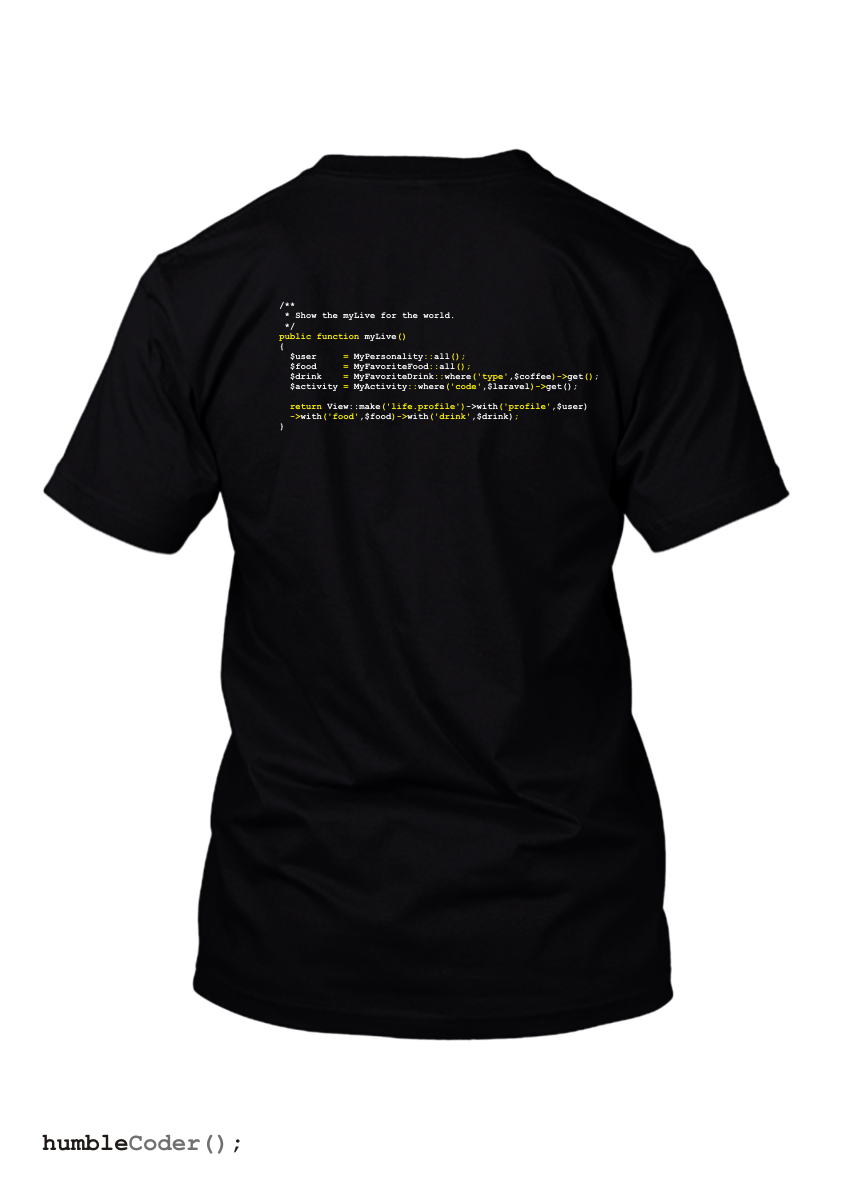 /**
 * Show the myLive for the world.
 */
public function myLive()
{
  $user     = MyPersonality::all();
  $food     = MyFavoriteFood::all();
  $drink    = MyFavoriteDrink::where('type',$coffee)->get();
  $activity = MyActivity::where('code',$laravel)->get();
  return View::make('life.profile')->with('profile',$user)
  ->with('food',$food)->with('drink',$drink);
}
humbleCoder();